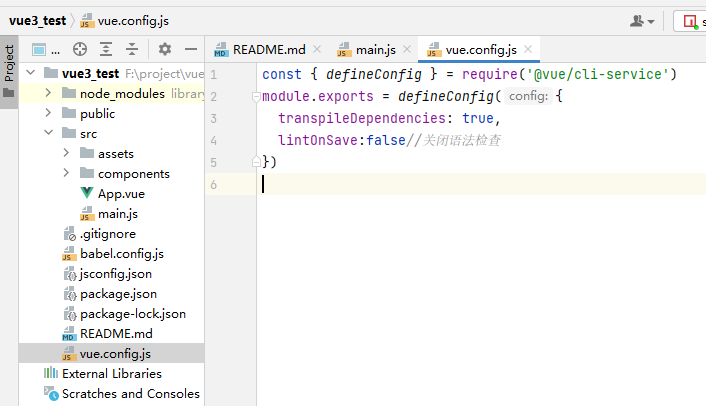 vue3_test vue.config.js
Project
...
README.md main.js vue.config.js
vue3_test F:\project\vue
node_modules library
public
src
assets
components
App.vue
main.js
.gitignore
babel.config.js
jsconfig.json
package.json
package-lock.json
README.md
vue.config.js
External Libraries
Scratches and Consoles
1 const { defineConfig } = require('@vue/cli-service')
2 module.exports = defineConfig( config: {
3 transpileDependencies: true,
4 lintOnSave:false//关闭语法检查
5 })
6